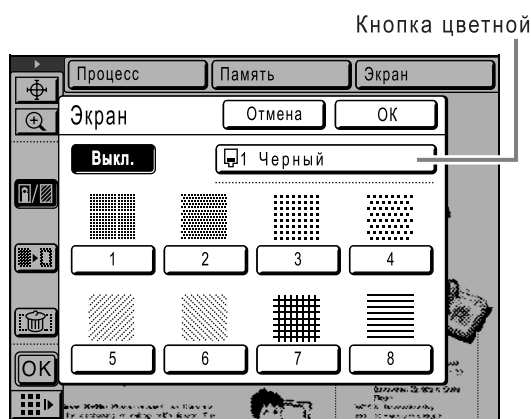 Кнопка цветной
Процесс Память Экран
Экран Отмена OK
Выкл. 1 Черный
1 2 3 4
5 6 7 8
OK